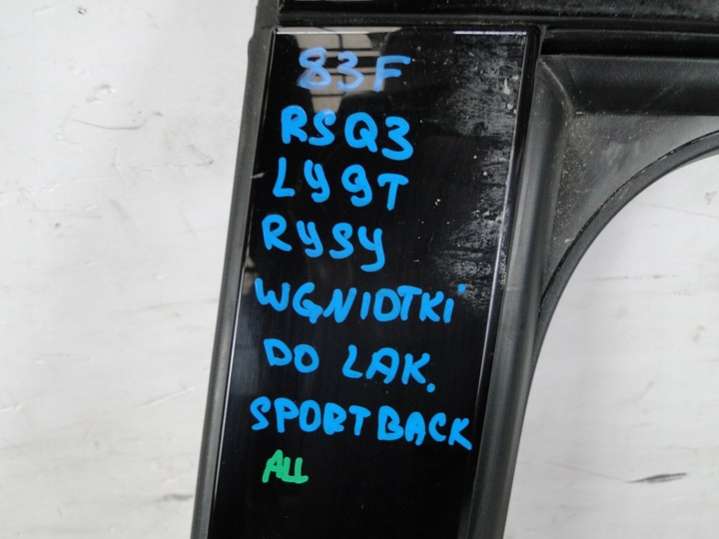 83F
RSQ3
LY9T
RYSY
WGNIOTKI
DO LAK.
SPORTBACK
ALL